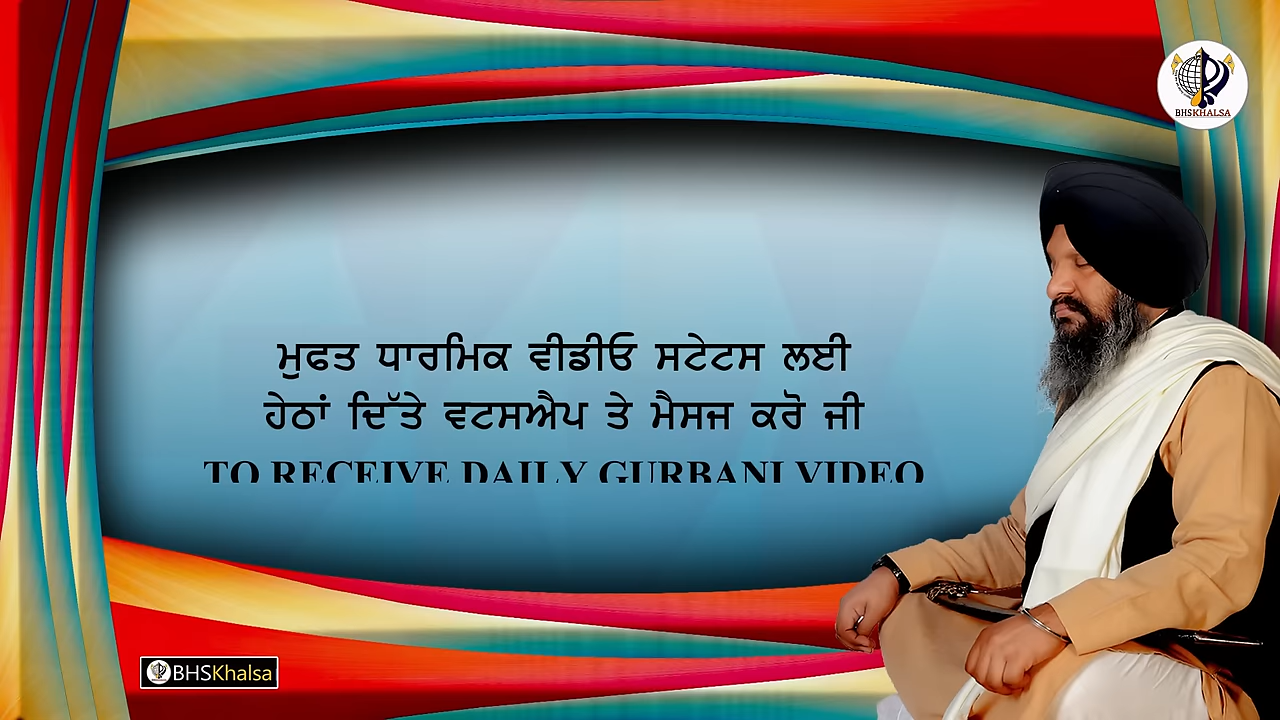 BHSKHALSA
ਮੁਫਤ ਧਾਰਮਿਕ ਵੀਡੀਓ ਸਟੇਟਸ ਲਈ
ਹੇਠਾਂ ਦਿੱਤੇ ਵਟਸਐਪ ਤੇ ਮੈਸਜ ਕਰੋ ਜੀ
TO RECEIVE DAILY GURBANI VIDEO
BHSKhalsa